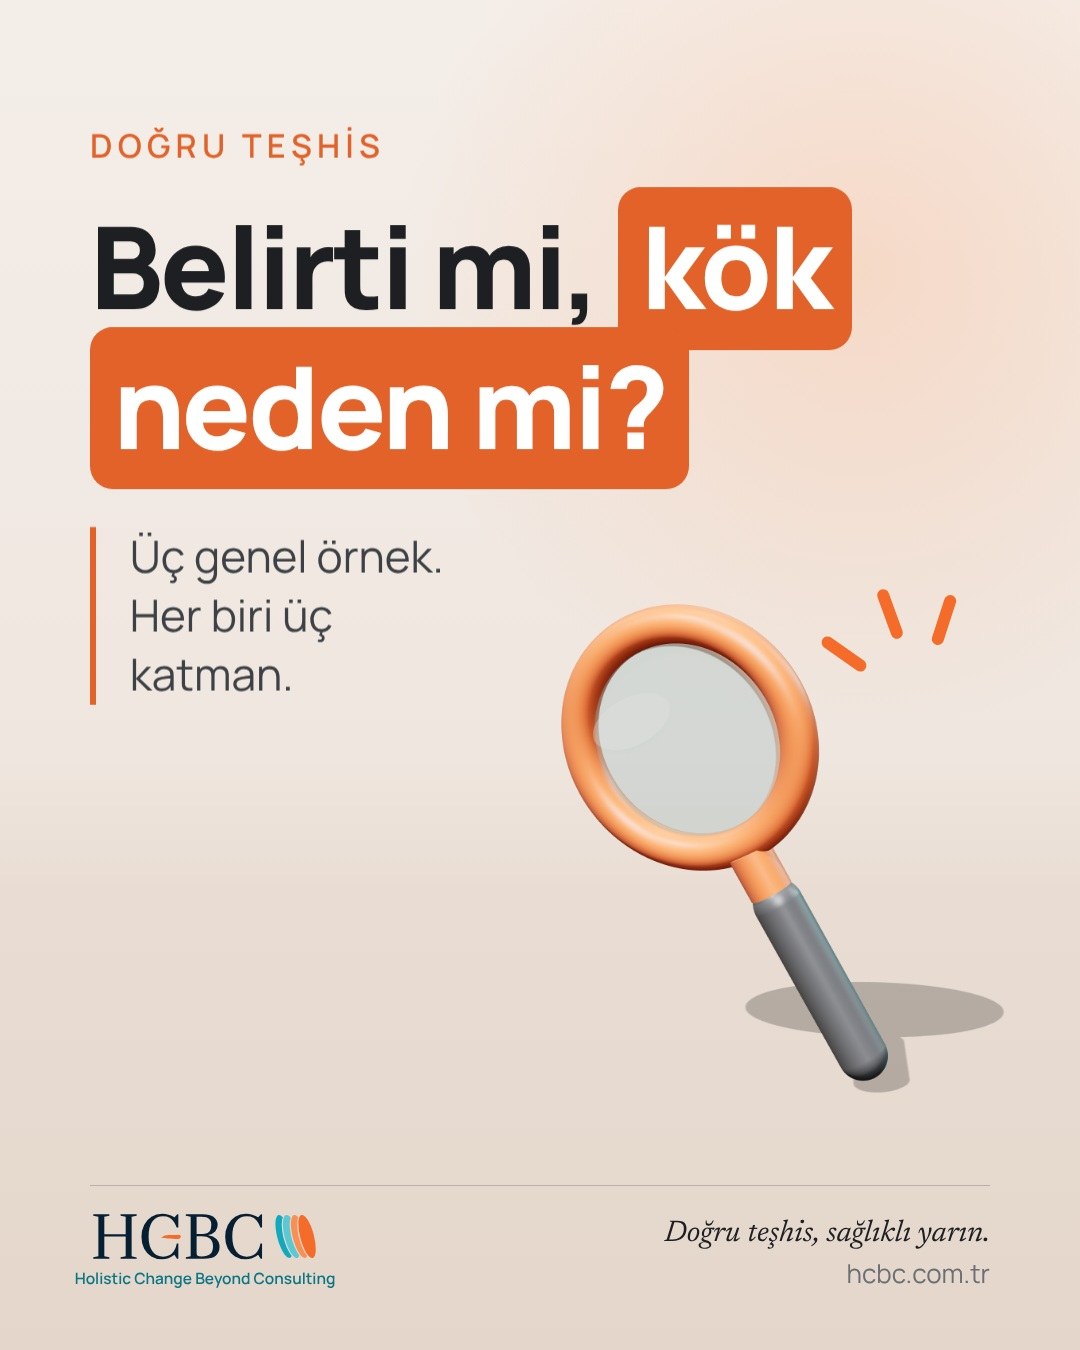 DOĞRU TEŞHİS
Belirti mi, kök
neden mi?
Üç genel örnek.
Her biri üç
katman.
HCBC
Holistic Change Beyond Consulting
Doğru teşhis, sağlıklı yarın.
hcbc.com.tr